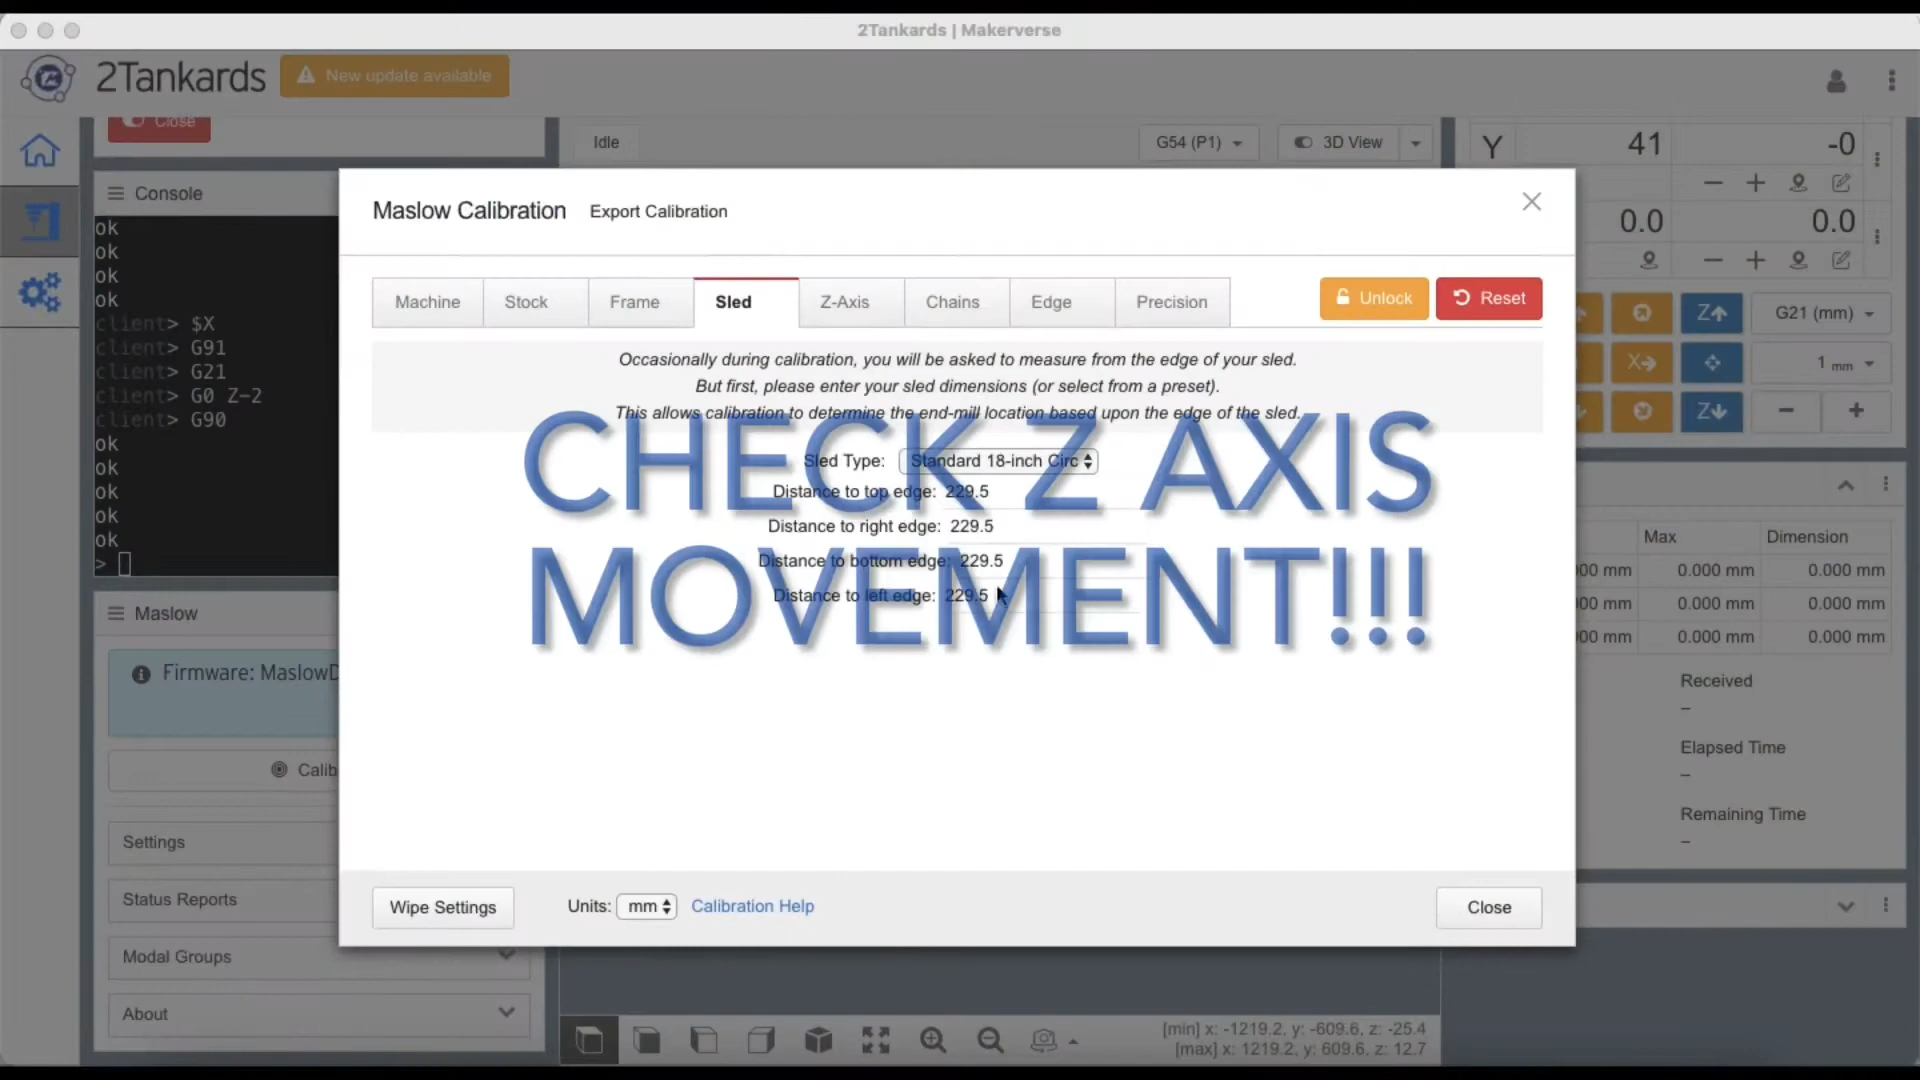 2Tankards | Makerverse
2Tankards
New update available
Close
Idle
G54 (P1)
3D View
Y 41 -0
0.0 0.0
Console
ok
ok
ok
ok
client> $X
client> G91
client> G21
client> G0 Z-2
client> G90
ok
ok
ok
ok
ok
>
Maslow Calibration
Export Calibration
Machine
Stock
Frame
Sled
Z-Axis
Chains
Edge
Precision
Unlock
Reset
Occasionally during calibration, you will be asked to measure from the edge of your sled.
But first, please enter your sled dimensions (or select from a preset).
This allows calibration to determine the end-mill location based upon the edge of the sled.
Sled Type: Standard 18-inch Circ
Distance to top edge: 229.5
Distance to right edge: 229.5
Distance to bottom edge: 229.5
Distance to left edge: 229.5
CHECK Z AXIS
MOVEMENT!!!
Wipe Settings
Units: mm
Calibration Help
Close
Z
G21 (mm)
X
1 mm
Z
Max Dimension
00 mm 0.000 mm 0.000 mm
00 mm 0.000 mm 0.000 mm
00 mm 0.000 mm 0.000 mm
Received
–
Elapsed Time
–
Remaining Time
–
Maslow
Firmware: MaslowD
Calib
Settings
Status Reports
Modal Groups
About
[min] x: -1219.2, y: -609.6, z: -25.4
[max] x: 1219.2, y: 609.6, z: 12.7